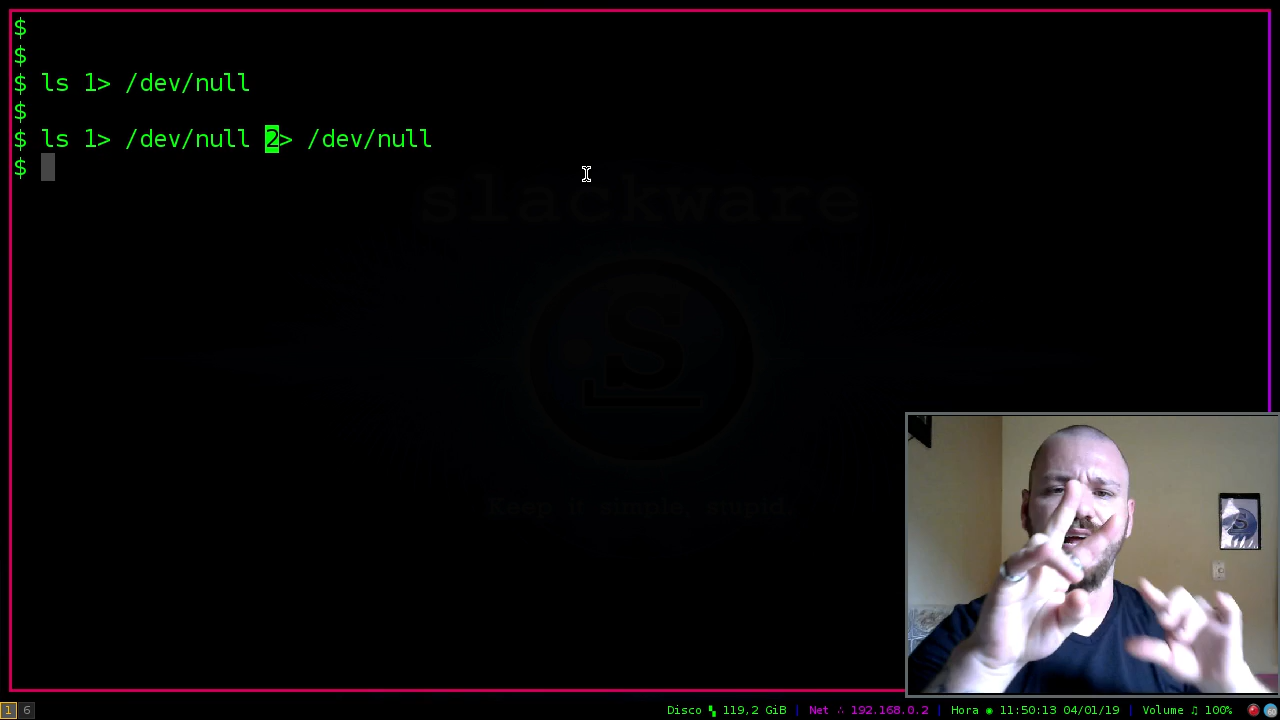 $
$
$ ls 1> /dev/null
$
$ ls 1> /dev/null 2> /dev/null
$
slackware
S
Keep it simple, stupid.
1 6 Disco ▚ 119,2 GiB | Net ∴ 192.168.0.2 | Hora ◉ 11:50:13 04/01/19 | Volume ♫ 100%